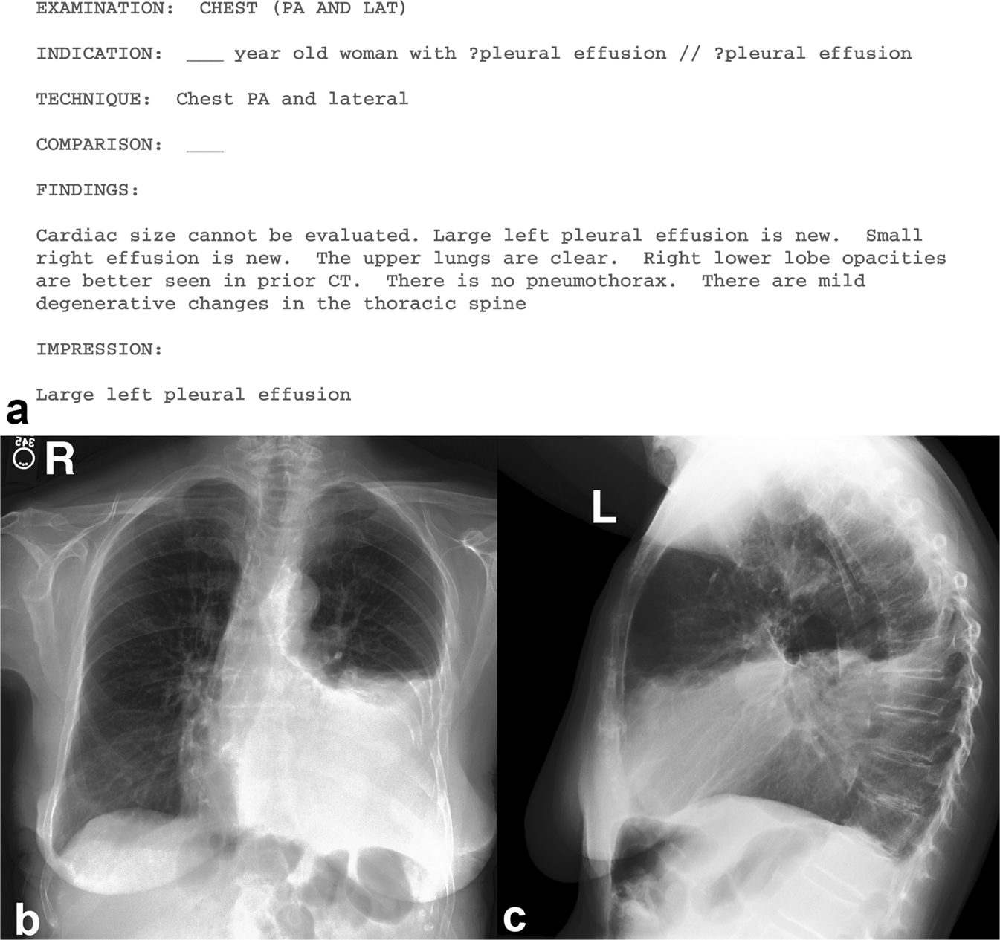 EXAMINATION:  CHEST (PA AND LAT)
INDICATION:  ___ year old woman with ?pleural effusion // ?pleural effusion
TECHNIQUE:  Chest PA and lateral
COMPARISON:  ___
FINDINGS:
Cardiac size cannot be evaluated. Large left pleural effusion is new.  Small
right effusion is new.  The upper lungs are clear.  Right lower lobe opacities
are better seen in prior CT.  There is no pneumothorax.  There are mild
degenerative changes in the thoracic spine
IMPRESSION:
Large left pleural effusion
a
345
R
L
b
c